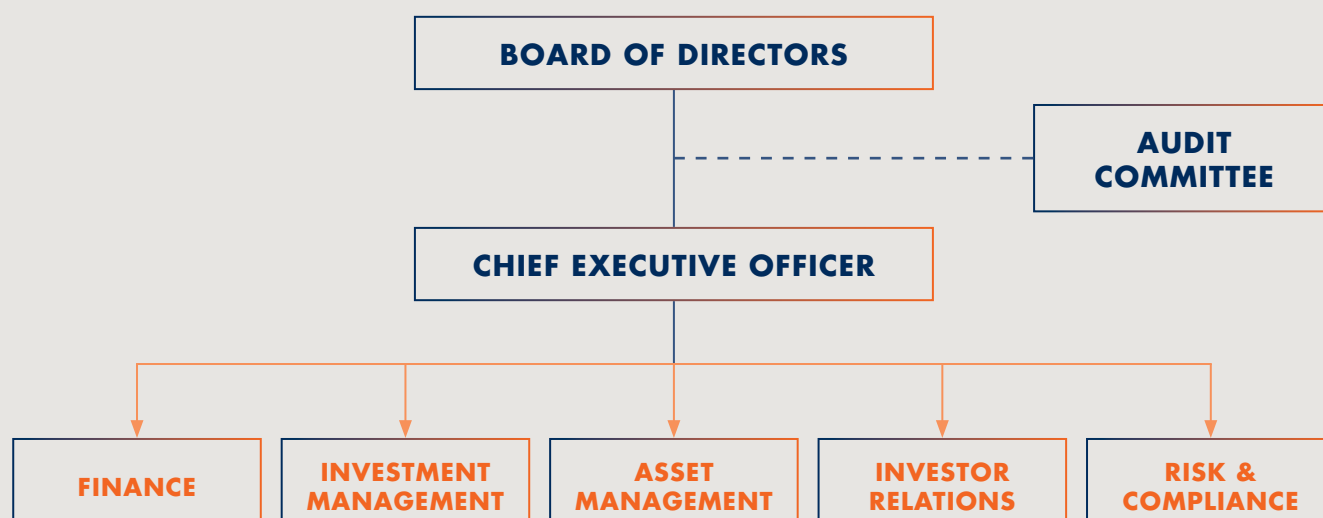 BOARD OF DIRECTORS
AUDIT
COMMITTEE
CHIEF EXECUTIVE OFFICER
FINANCE
INVESTMENT
MANAGEMENT
ASSET
MANAGEMENT
INVESTOR
RELATIONS
RISK &
COMPLIANCE